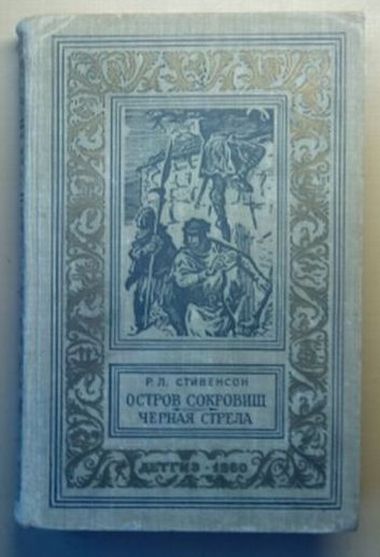 Р. Л. СТИВЕНСОН
ОСТРОВ СОКРОВИЩ
ЧЕРНАЯ СТРЕЛА
ДЕТГИЗ • 1960